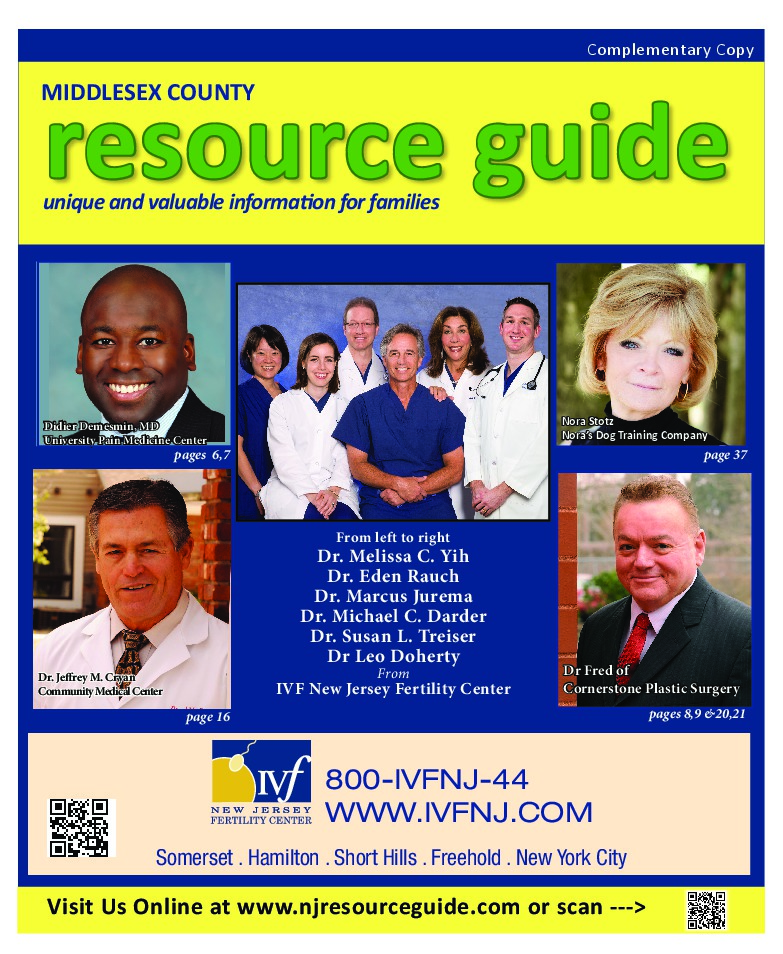 Complementary Copy
MIDDLESEX COUNTY
resource guide
unique and valuable information for families
Didier Demesmin, MD
University Pain Medicine Center
pages 6,7
Nora Stotz
Nora's Dog Training Company
page 37
From left to right
Dr. Melissa C. Yih
Dr. Eden Rauch
Dr. Marcus Jurema
Dr. Michael C. Darder
Dr. Susan L. Treiser
Dr Leo Doherty
From
IVF New Jersey Fertility Center
Dr. Jeffrey M. Cryan
Community Medical Center
page 16
Dr Fred of
Cornerstone Plastic Surgery
pages 8,9 &20,21
IVf
NEW JERSEY
FERTILITY CENTER
800-IVFNJ-44
WWW.IVFNJ.COM
Somerset . Hamilton . Short Hills . Freehold . New York City
Visit Us Online at www.njresourceguide.com or scan --->